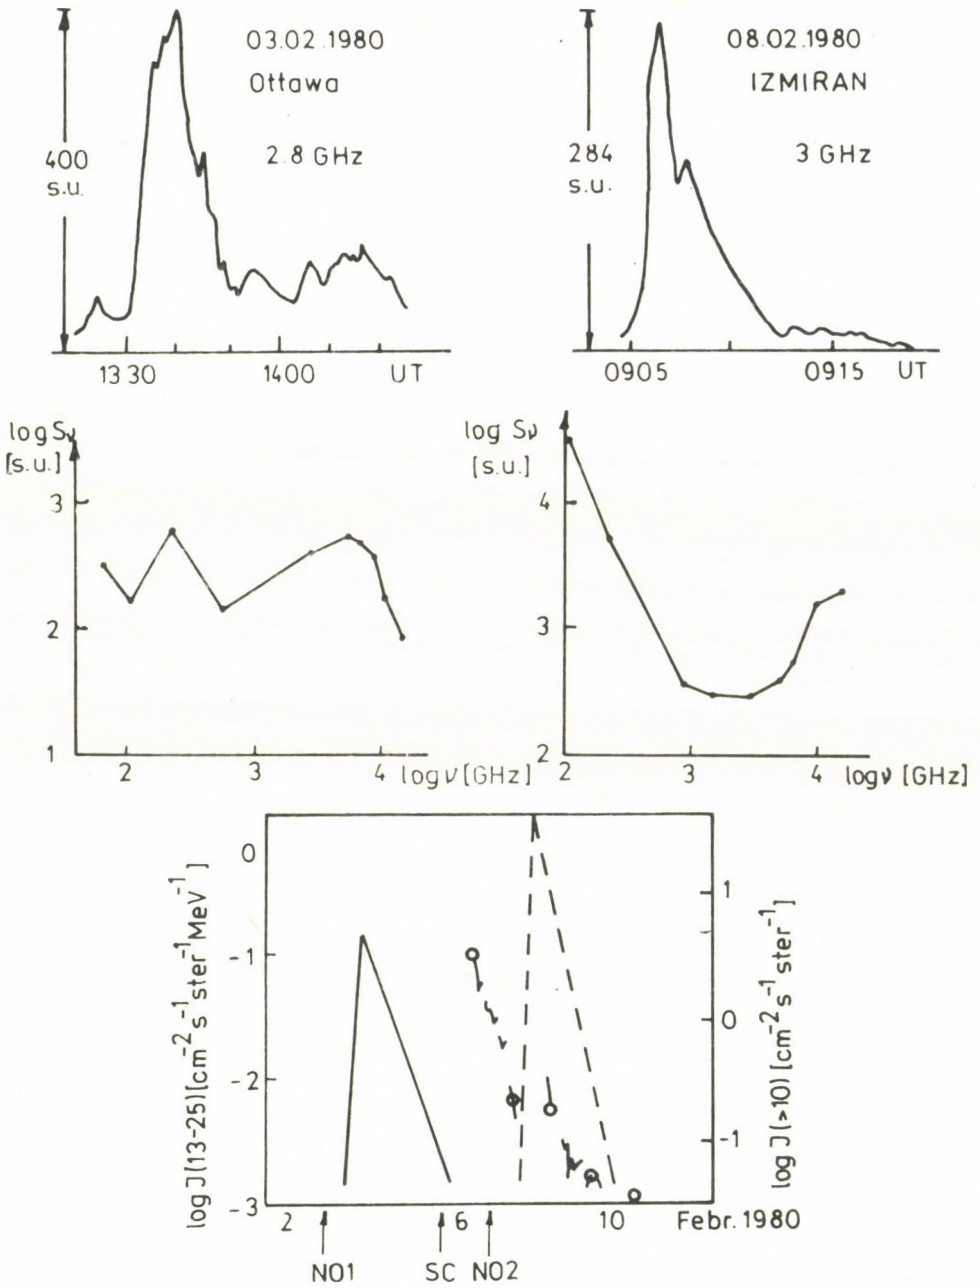 03.02.1980
Ottawa
2.8 GHz
400
s.u.
13 30
1400
UT
08.02.1980
IZMIRAN
3 GHz
284
s.u.
0905
0915
UT
log Sν
[s.u.]
3
2
1
2
3
4
log ν [GHz]
log Sν
[s.u.]
4
3
2
2
3
4
log ν [GHz]
log J(13-25) [cm⁻² s⁻¹ ster⁻¹ MeV⁻¹]
0
-1
-2
-3
1
0
-1
log J(>10) [cm⁻² s⁻¹ ster⁻¹]
2
6
10
Febr. 1980
NO1
SC
NO2